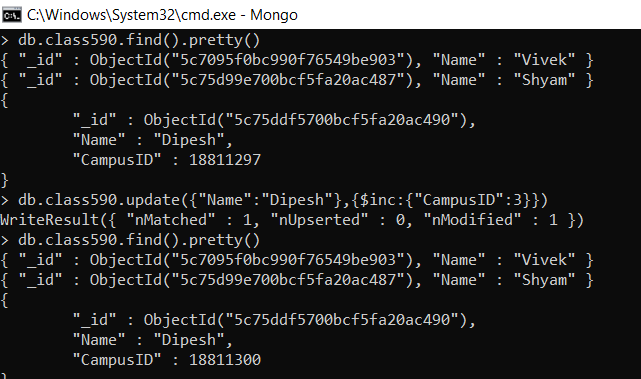 C:\Windows\System32\cmd.exe - Mongo
> db.class590.find().pretty()
{ "_id" : ObjectId("5c7095f0bc990f76549be903"), "Name" : "Vivek" }
{ "_id" : ObjectId("5c75d99e700bcf5fa20ac487"), "Name" : "Shyam" }
{
        "_id" : ObjectId("5c75ddf5700bcf5fa20ac490"),
        "Name" : "Dipesh",
        "CampusID" : 18811297
}
> db.class590.update({"Name":"Dipesh"},{$inc:{"CampusID":3}})
WriteResult({ "nMatched" : 1, "nUpserted" : 0, "nModified" : 1 })
> db.class590.find().pretty()
{ "_id" : ObjectId("5c7095f0bc990f76549be903"), "Name" : "Vivek" }
{ "_id" : ObjectId("5c75d99e700bcf5fa20ac487"), "Name" : "Shyam" }
{
        "_id" : ObjectId("5c75ddf5700bcf5fa20ac490"),
        "Name" : "Dipesh",
        "CampusID" : 18811300
}